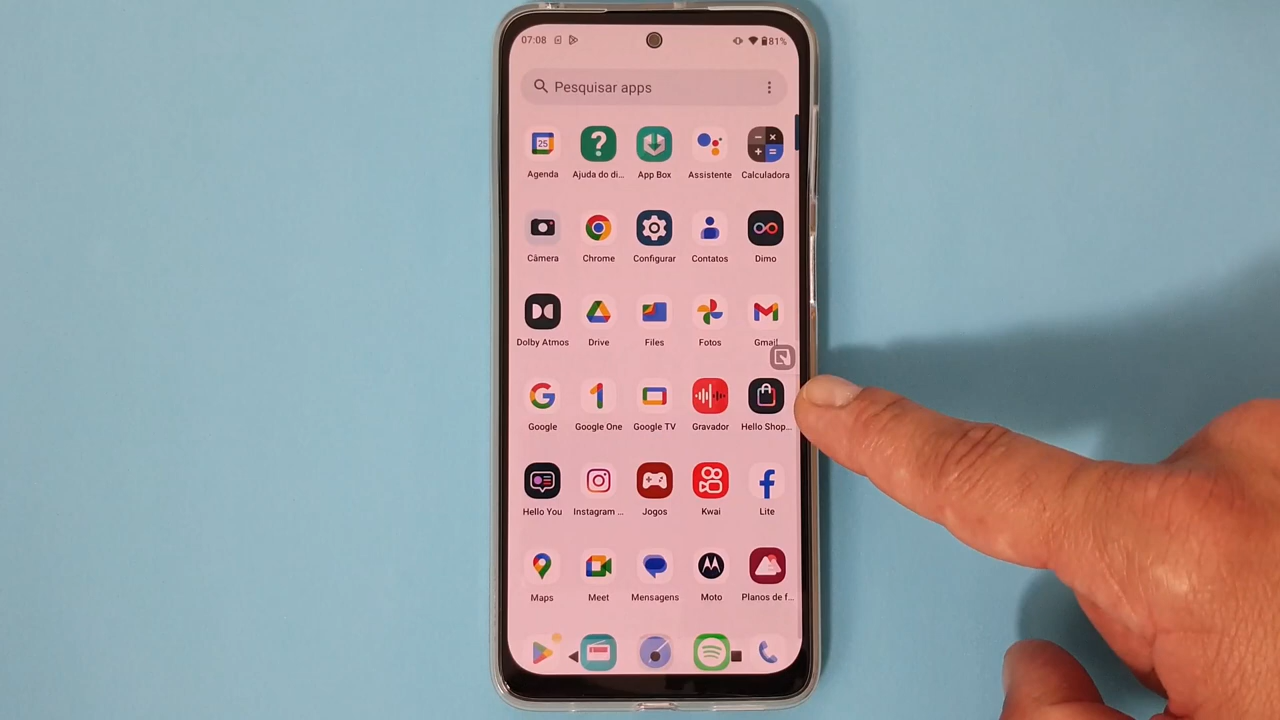 07:08 81%
Pesquisar apps
25
Agenda Ajuda do di... App Box Assistente Calculadora
Câmera Chrome Configurar Contatos Dimo
Dolby Atmos Drive Files Fotos Gmail
Google Google One Google TV Gravador Hello Shop...
Hello You Instagram ... Jogos Kwai Lite
Maps Meet Mensagens Moto Planos de f...